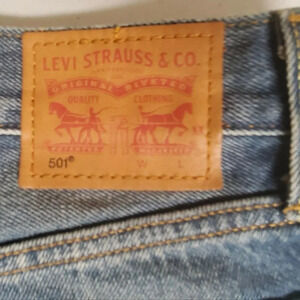 LEVI STRAUSS & CO.
ORIGINAL RIVETED
QUALITY CLOTHING
501®
W L